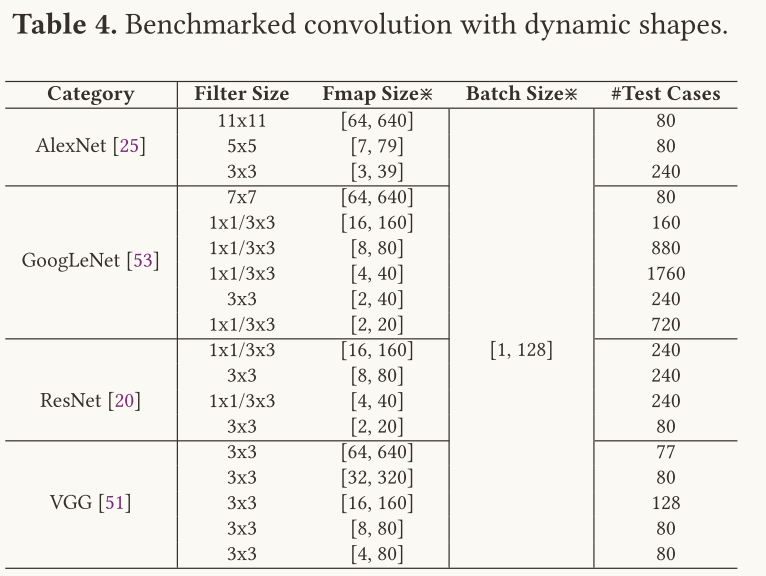 Table 4. Benchmarked convolution with dynamic shapes.
Category Filter Size Fmap Size※ Batch Size※ #Test Cases
11x11 [64, 640] 80
AlexNet [25] 5x5 [7, 79] 80
3x3 [3, 39] 240
7x7 [64, 640] 80
1x1/3x3 [16, 160] 160
1x1/3x3 [8, 80] 880
GoogLeNet [53] 1x1/3x3 [4, 40] 1760
3x3 [2, 40] 240
1x1/3x3 [2, 20] 720
1x1/3x3 [16, 160] [1, 128] 240
3x3 [8, 80] 240
ResNet [20] 1x1/3x3 [4, 40] 240
3x3 [2, 20] 80
3x3 [64, 640] 77
3x3 [32, 320] 80
VGG [51] 3x3 [16, 160] 128
3x3 [8, 80] 80
3x3 [4, 80] 80